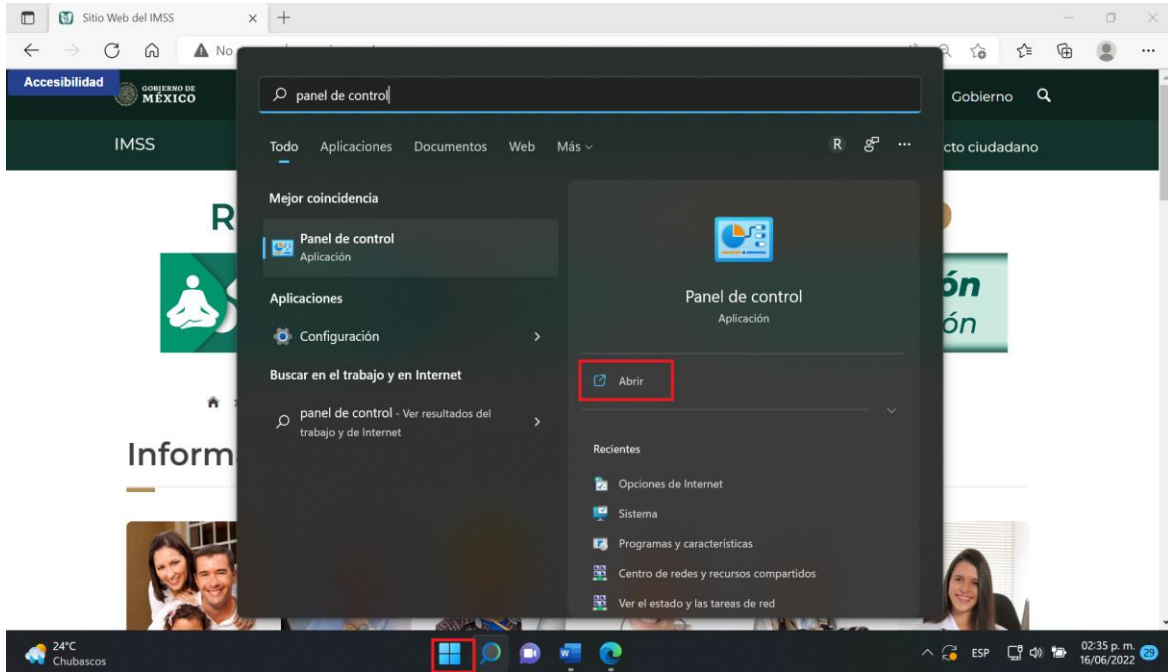 Sitio Web del IMSS
No
Accesibilidad
GOBIERNO DE
MÉXICO
Gobierno
IMSS
cto ciudadano
panel de control
Todo Aplicaciones Documentos Web Más
R
Mejor coincidencia
Panel de control
Aplicación
Aplicaciones
Configuración
Buscar en el trabajo y en Internet
panel de control - Ver resultados del
trabajo y de Internet
Panel de control
Aplicación
Abrir
Recientes
Opciones de Internet
Sistema
Programas y características
Centro de redes y recursos compartidos
Ver el estado y las tareas de red
R
ón
ón
Inform
24°C
Chubascos
W
ESP
02:35 p. m.
16/06/2022
29